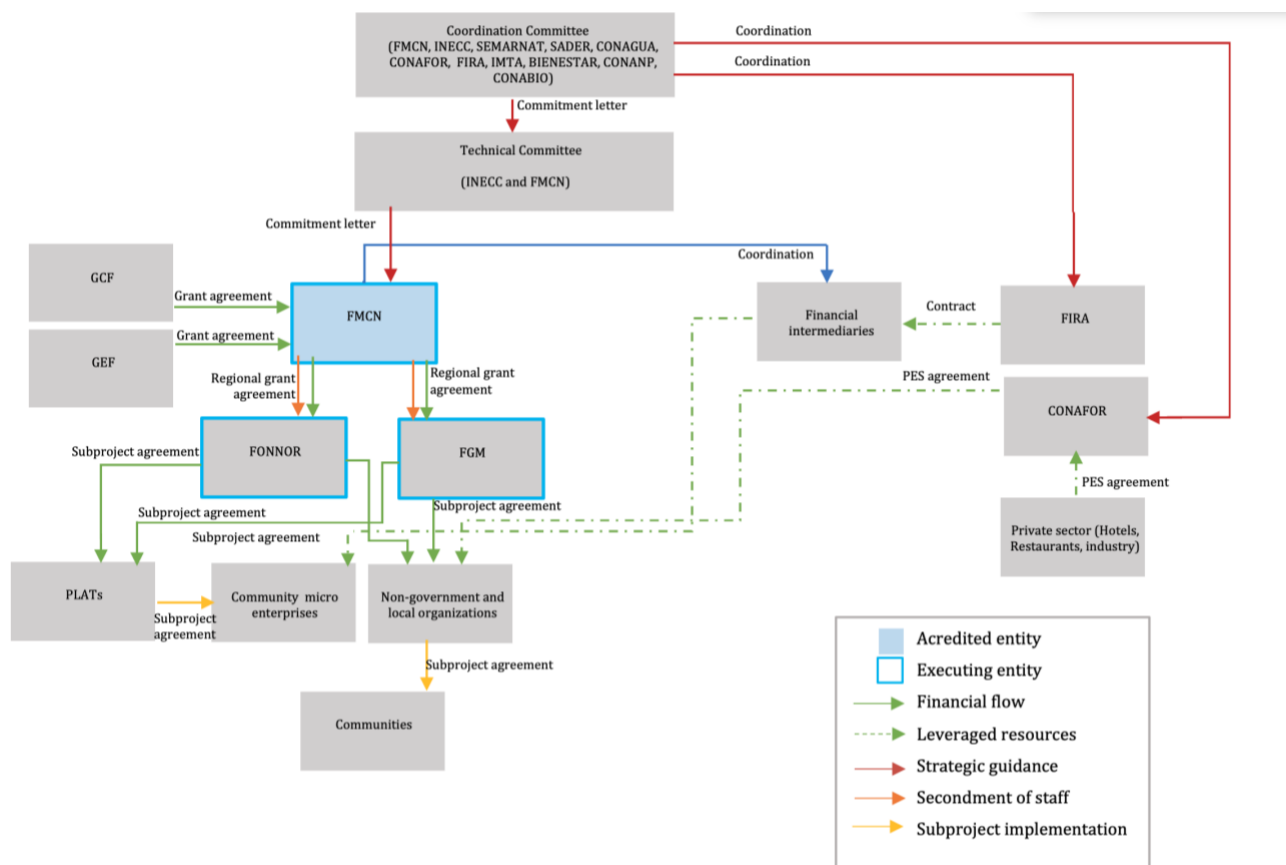 Coordination Committee
(FMCN, INECC, SEMARNAT, SADER, CONAGUA,
CONAFOR, FIRA, IMTA, BIENESTAR, CONANP,
CONABIO)
Coordination
Coordination
Commitment letter
Technical Committee
(INECC and FMCN)
Commitment letter
Coordination
GCF
Grant agreement
FMCN
Financial
intermediaries
Contract
FIRA
GEF
Grant agreement
Regional grant
agreement
Regional grant
agreement
PES agreement
CONAFOR
Subproject agreement
FONNOR
FGM
PES agreement
Subproject agreement
Subproject agreement
Subproject agreement
Private sector (Hotels,
Restaurants, industry)
PLATs
Subproject
agreement
Community micro
enterprises
Non-government and
local organizations
Subproject agreement
Communities
Acredited entity
Executing entity
Financial flow
Leveraged resources
Strategic guidance
Secondment of staff
Subproject implementation